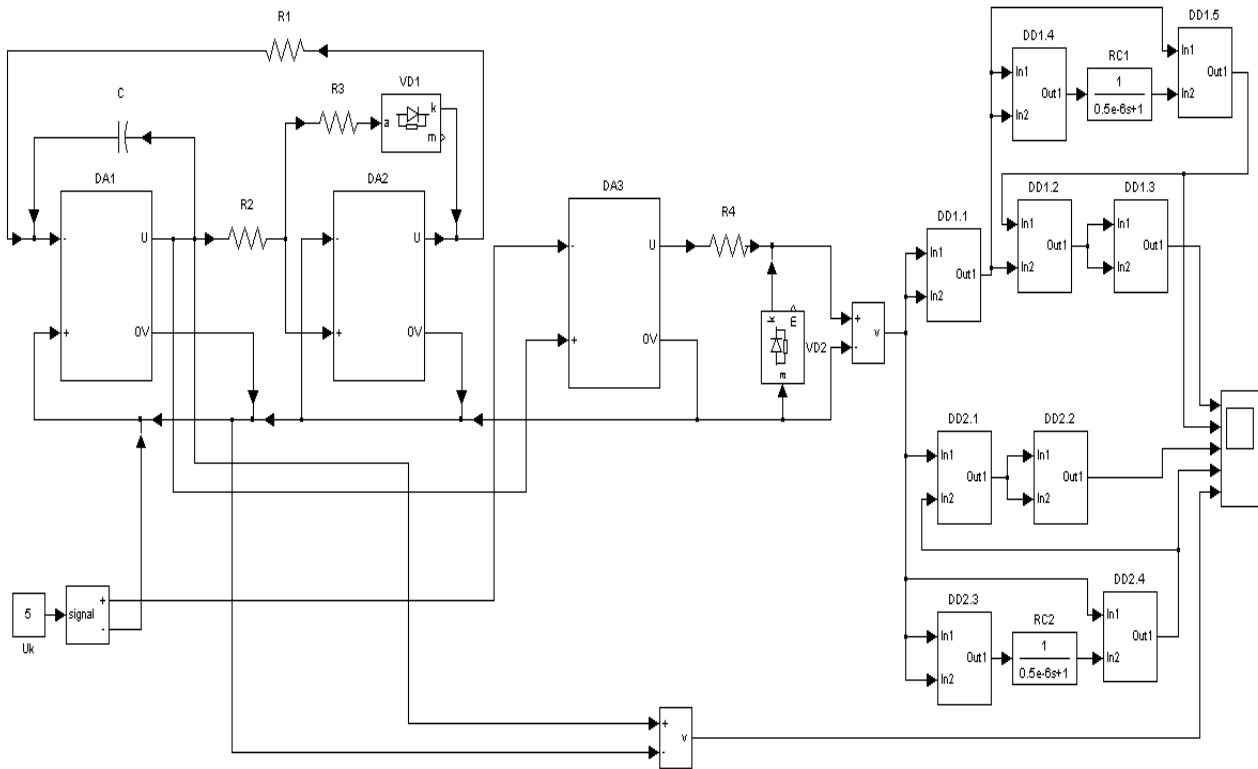 R1
C
R3
VD1
a
k
m
DA1
-
U
+
0V
R2
DA2
-
U
+
0V
DA3
-
U
+
0V
R4
k
m
a
VD2
+
-
v
5
Uk
signal
+
-
+
-
v
DD1.1
In1
In2
Out1
DD1.4
In1
In2
Out1
RC1
1
0.5e-6s+1
DD1.5
In1
In2
Out1
DD1.2
In1
In2
Out1
DD1.3
In1
In2
Out1
DD2.1
In1
In2
Out1
DD2.2
In1
In2
Out1
DD2.3
In1
In2
Out1
RC2
1
0.5e-6s+1
DD2.4
In1
In2
Out1